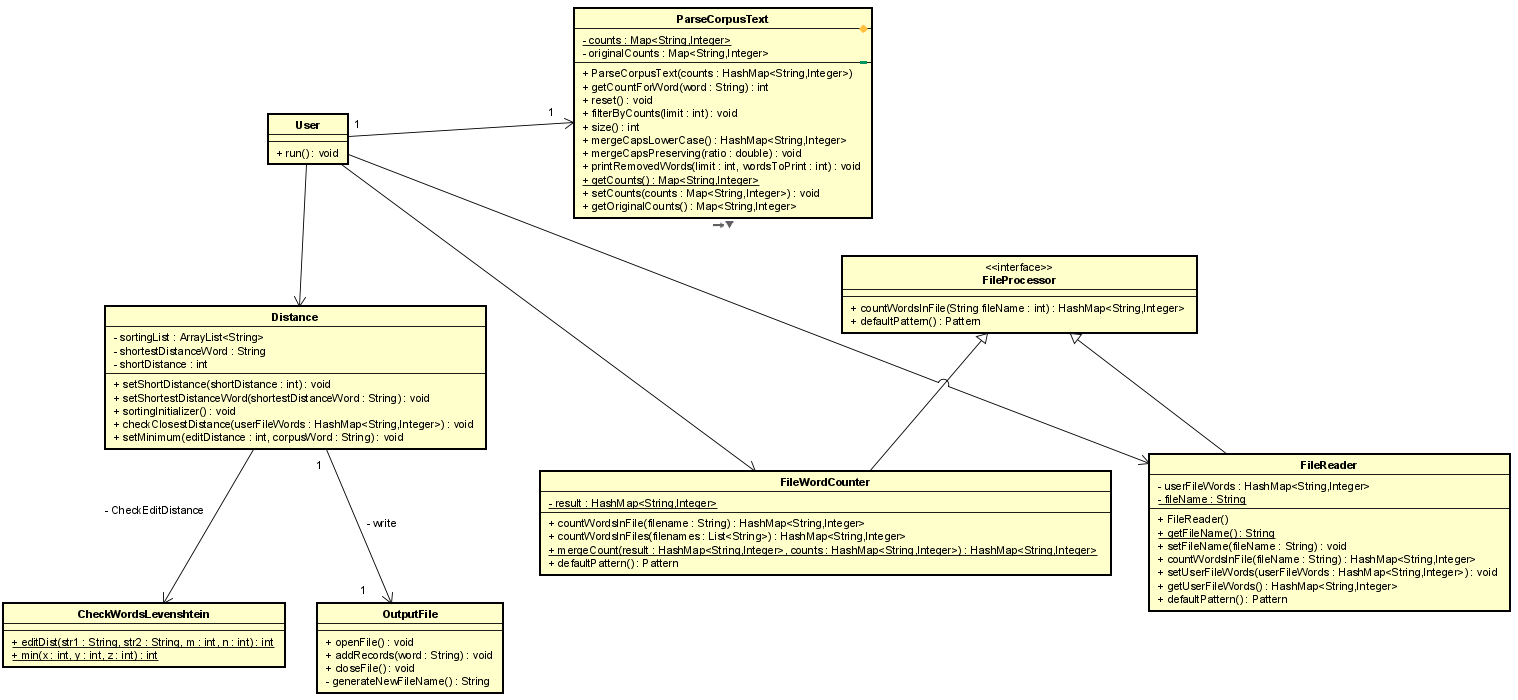 ParseCorpusText
- counts : Map<String,Integer>
- originalCounts : Map<String,Integer>
+ ParseCorpusText(counts : HashMap<String,Integer>)
+ getCountForWord(word : String) : int
+ reset() : void
+ filterByCounts(limit : int) : void
+ size() : int
+ mergeCapsLowerCase() : HashMap<String,Integer>
+ mergeCapsPreserving(ratio : double) : void
+ printRemovedWords(limit : int, wordsToPrint : int) : void
+ getCounts() : Map<String,Integer>
+ setCounts(counts : Map<String,Integer>) : void
+ getOriginalCounts() : Map<String,Integer>
User
+ run() : void
1
1
<<interface>>
FileProcessor
+ countWordsInFile(String fileName : int) : HashMap<String,Integer>
+ defaultPattern() : Pattern
Distance
- sortingList : ArrayList<String>
- shortestDistanceWord : String
- shortDistance : int
+ setShortDistance(shortDistance : int) : void
+ setShortestDistanceWord(shortestDistanceWord : String) : void
+ sortingInitializer() : void
+ checkClosestDistance(userFileWords : HashMap<String,Integer>) : void
+ setMinimum(editDistance : int, corpusWord : String) : void
FileWordCounter
- result : HashMap<String,Integer>
+ countWordsInFile(filename : String) : HashMap<String,Integer>
+ countWordsInFiles(filenames : List<String>) : HashMap<String,Integer>
+ mergeCount(result : HashMap<String,Integer>, counts : HashMap<String,Integer>) : HashMap<String,Integer>
+ defaultPattern() : Pattern
FileReader
- userFileWords : HashMap<String,Integer>
- fileName : String
+ FileReader()
+ getFileName() : String
+ setFileName(fileName : String) : void
+ countWordsInFile(fileName : String) : HashMap<String,Integer>
+ setUserFileWords(userFileWords : HashMap<String,Integer>) : void
+ getUserFileWords() : HashMap<String,Integer>
+ defaultPattern() : Pattern
1
- CheckEditDistance
- write
1
CheckWordsLevenshtein
+ editDist(str1 : String, str2 : String, m : int, n : int) : int
+ min(x : int, y : int, z : int) : int
OutputFile
+ openFile() : void
+ addRecords(word : String) : void
+ closeFile() : void
- generateNewFileName() : String